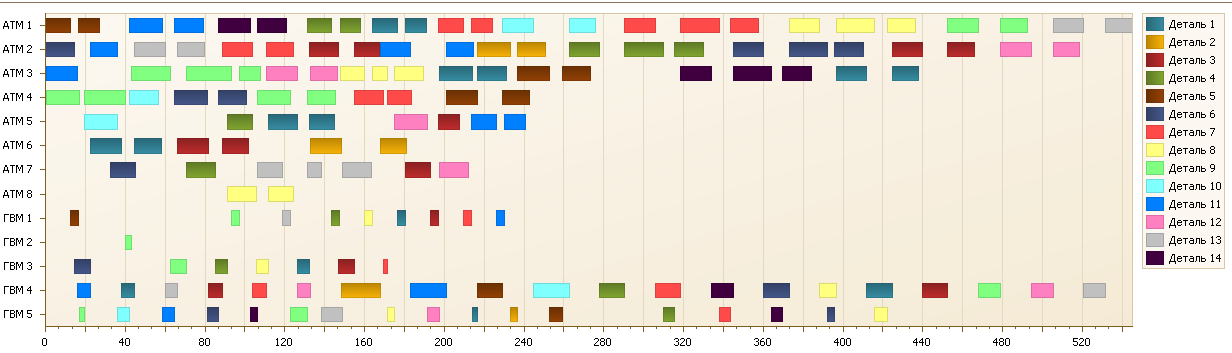 АТМ 1
АТМ 2
АТМ 3
АТМ 4
АТМ 5
АТМ 6
АТМ 7
АТМ 8
ГВМ 1
ГВМ 2
ГВМ 3
ГВМ 4
ГВМ 5
0 40 80 120 160 200 240 280 320 360 400 440 480 520
Деталь 1
Деталь 2
Деталь 3
Деталь 4
Деталь 5
Деталь 6
Деталь 7
Деталь 8
Деталь 9
Деталь 10
Деталь 11
Деталь 12
Деталь 13
Деталь 14